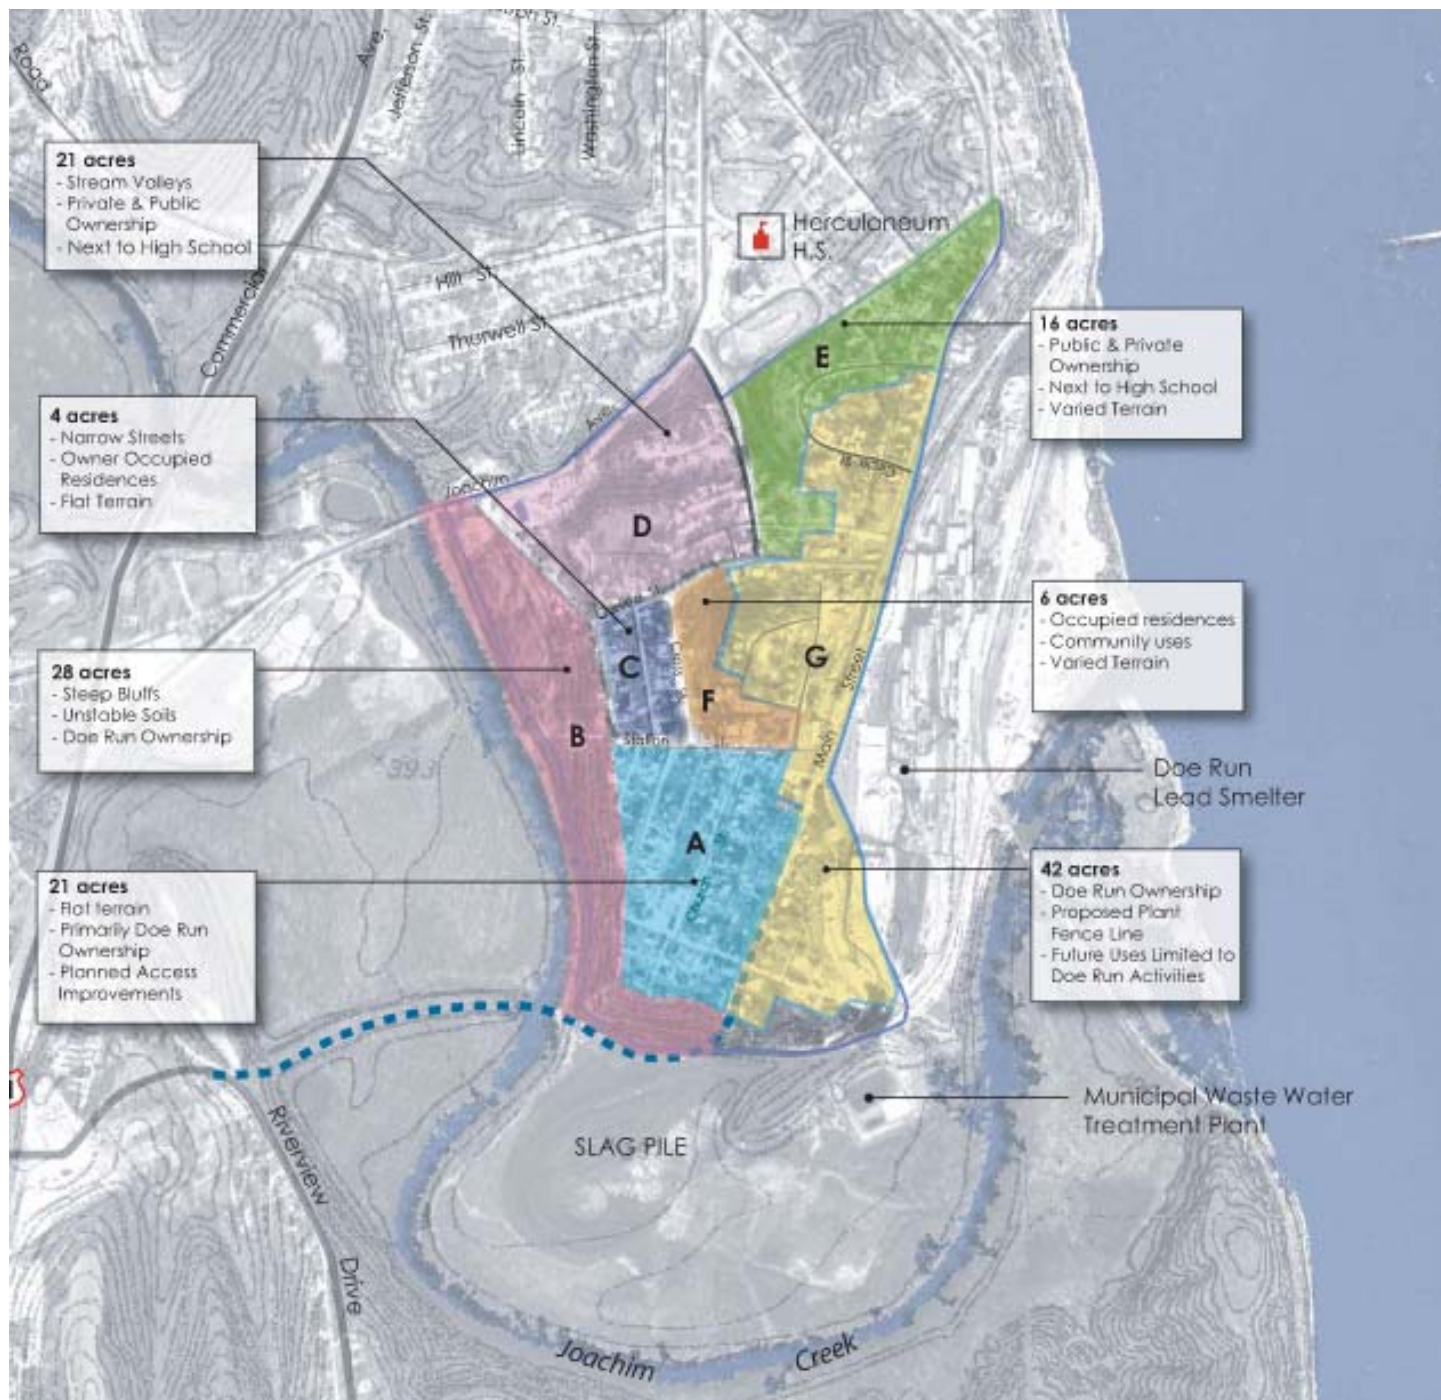 Road
Ave.
Jefferson St.
Lincoln St.
Washington St.
21 acres
- Stream Valleys
- Private & Public
Ownership
- Next to High School
Herculaneum
H.S.
Commercial
Hill St.
Thurwell St.
16 acres
- Public & Private
Ownership
- Next to High School
- Varied Terrain
E
4 acres
- Narrow Streets
- Owner Occupied
Residences
- Flat Terrain
Joachim Ave.
D
6 acres
- Occupied residences
- Community uses
- Varied Terrain
C
G
F
B
28 acres
- Steep Bluffs
- Unstable Soils
- Doe Run Ownership
Station
Main Street
393
Doe Run
Lead Smelter
A
21 acres
- Flat terrain
- Primarily Doe Run
Ownership
- Planned Access
Improvements
42 acres
- Doe Run Ownership
- Proposed Plant
Fence Line
- Future Uses Limited to
Doe Run Activities
Municipal Waste Water
Treatment Plant
Riverview Drive
SLAG PILE
Joachim Creek